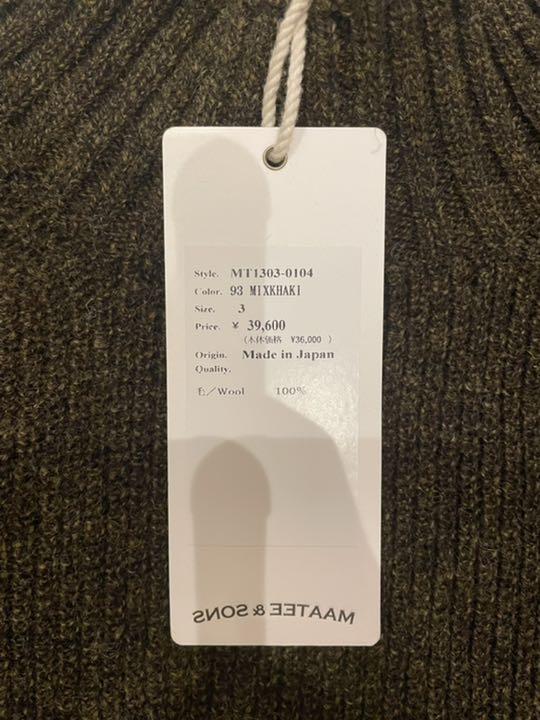 Style. MT1303-0104
Color. 93 MIXKHAKI
Size. 3
Price. ¥ 39,600
(本体価格 ¥36,000 )
Origin. Made in Japan
Quality.
毛/Wool 100%
MAATEE & SONS